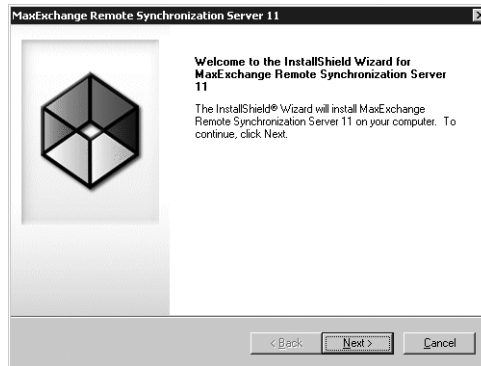 MaxExchange Remote Synchronization Server 11
Welcome to the InstallShield Wizard for
MaxExchange Remote Synchronization Server
11
The InstallShield® Wizard will install MaxExchange
Remote Synchronization Server 11 on your computer. To
continue, click Next.
< Back Next > Cancel